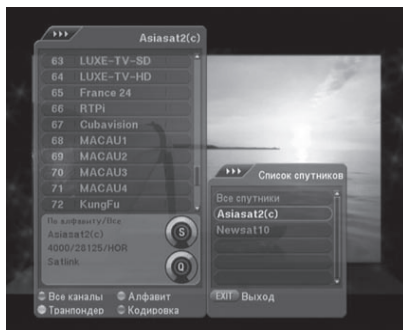 Asiasat2(c)
63 LUXE-TV-SD
64 LUXE-TV-HD
65 France 24
66 RTPi
67 Cubavision
68 MACAU1
69 MACAU2
70 MACAU3
71 MACAU4
72 KungFu
По алфавиту/Все
Asiasat2(c)
4000/28125/HOR
Satlink
S
Q
Все каналы Алфавит
Транпондер Кодировка
Список спутников
Все спутники
Asiasat2(c)
Newsat10
EXIT Выход